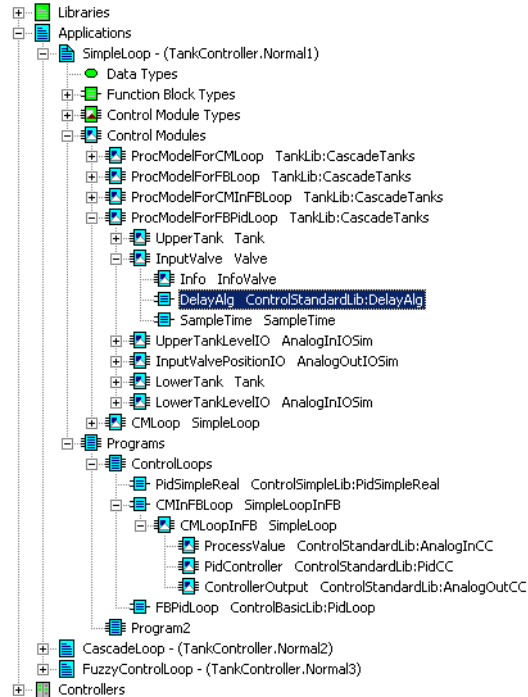 Libraries
Applications
SimpleLoop - (TankController.Normal1)
Data Types
Function Block Types
Control Module Types
Control Modules
ProcModelForCMLoop TankLib:CascadeTanks
ProcModelForFBLoop TankLib:CascadeTanks
ProcModelForCMInFBLoop TankLib:CascadeTanks
ProcModelForFBPidLoop TankLib:CascadeTanks
UpperTank Tank
InputValve Valve
Info InfoValve
DelayAlg ControlStandardLib:DelayAlg
SampleTime SampleTime
UpperTankLevelIO AnalogInIOSim
InputValvePositionIO AnalogOutIOSim
LowerTank Tank
LowerTankLevelIO AnalogInIOSim
CMLoop SimpleLoop
Programs
ControlLoops
PidSimpleReal ControlSimpleLib:PidSimpleReal
CMInFBLoop SimpleLoopInFB
CMLoopInFB SimpleLoop
ProcessValue ControlStandardLib:AnalogInCC
PidController ControlStandardLib:PidCC
ControllerOutput ControlStandardLib:AnalogOutCC
FBPidLoop ControlBasicLib:PidLoop
Program2
CascadeLoop - (TankController.Normal2)
FuzzyControlLoop - (TankController.Normal3)
Controllers